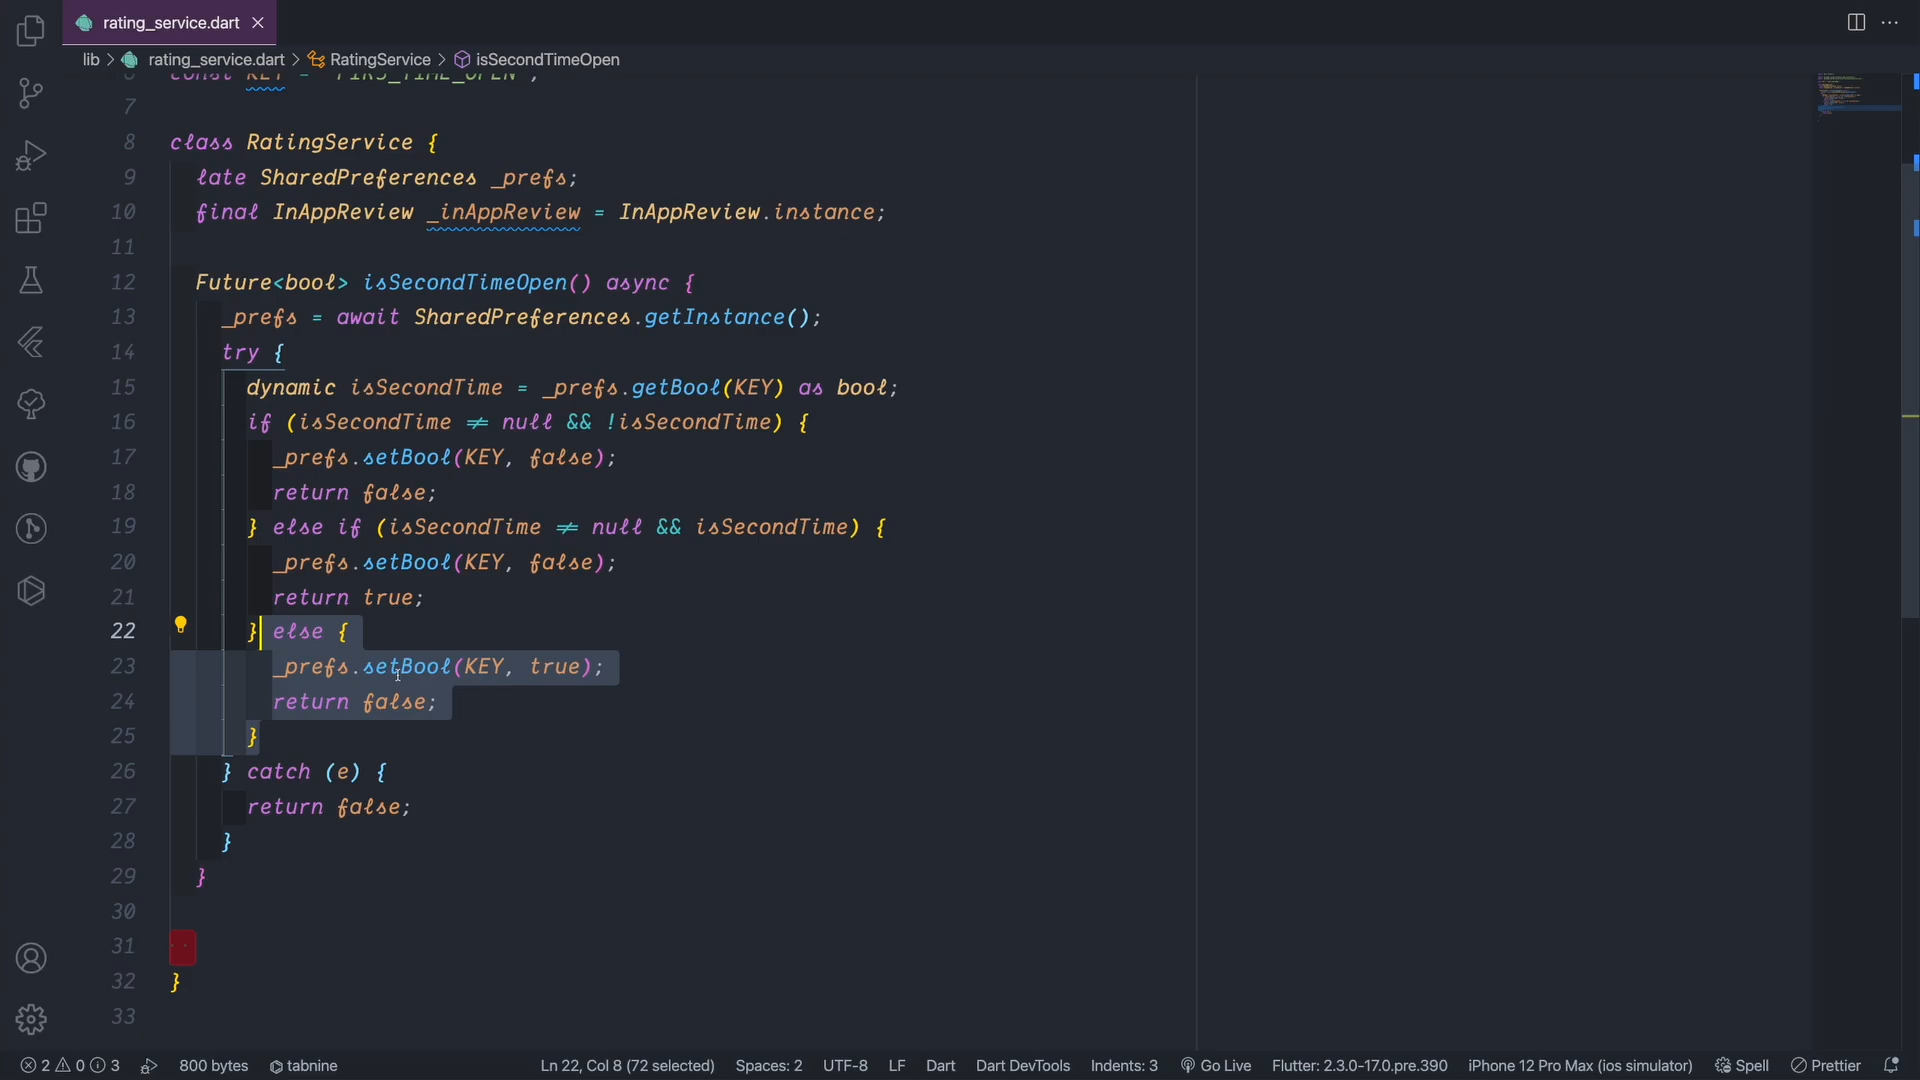 rating_service.dart
lib > rating_service.dart > RatingService > isSecondTimeOpen
const KEY = 'FIRS_TIME_OPEN';
7
8 class RatingService {
9 late SharedPreferences _prefs;
10 final InAppReview _inAppReview = InAppReview.instance;
11
12 Future<bool> isSecondTimeOpen() async {
13 _prefs = await SharedPreferences.getInstance();
14 try {
15 dynamic isSecondTime = _prefs.getBool(KEY) as bool;
16 if (isSecondTime != null && !isSecondTime) {
17 _prefs.setBool(KEY, false);
18 return false;
19 } else if (isSecondTime != null && isSecondTime) {
20 _prefs.setBool(KEY, false);
21 return true;
22 } else {
23 _prefs.setBool(KEY, true);
24 return false;
25 }
26 } catch (e) {
27 return false;
28 }
29 }
30
31
32 }
33
2 0 3 800 bytes tabnine Ln 22, Col 8 (72 selected) Spaces: 2 UTF-8 LF Dart Dart DevTools Indents: 3 Go Live Flutter: 2.3.0-17.0.pre.390 iPhone 12 Pro Max (ios simulator) Spell Prettier